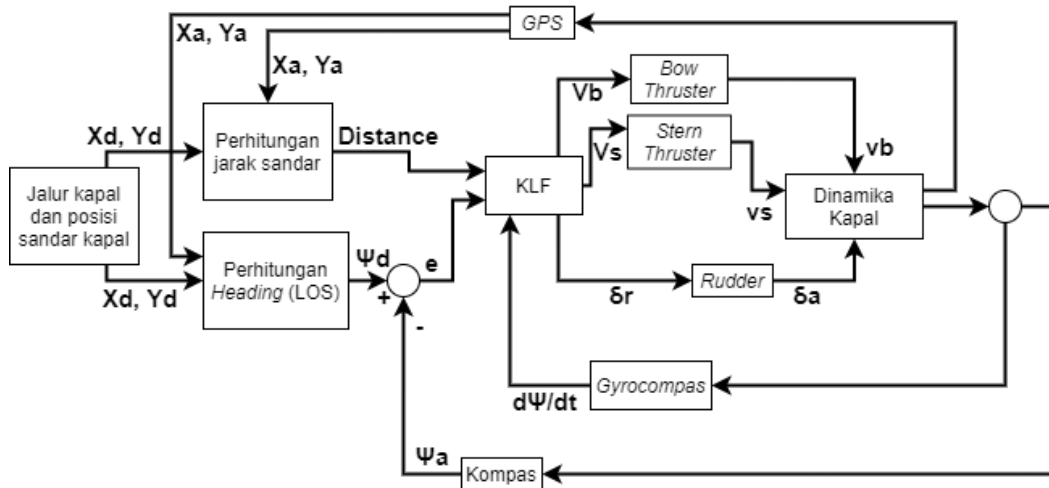 GPS
Xa, Ya
Xa, Ya
Bow
Thruster
Vb
Xd, Yd
Perhitungan
jarak sandar
Distance
Stern
Thruster
Vs
vb
Jalur kapal
dan posisi
sandar kapal
KLF
vs
Dinamika
Kapal
Perhitungan
Heading (LOS)
Ψd
+
-
e
Xd, Yd
δr
Rudder
δa
Gyrocompas
dΨ/dt
Ψa
Kompas